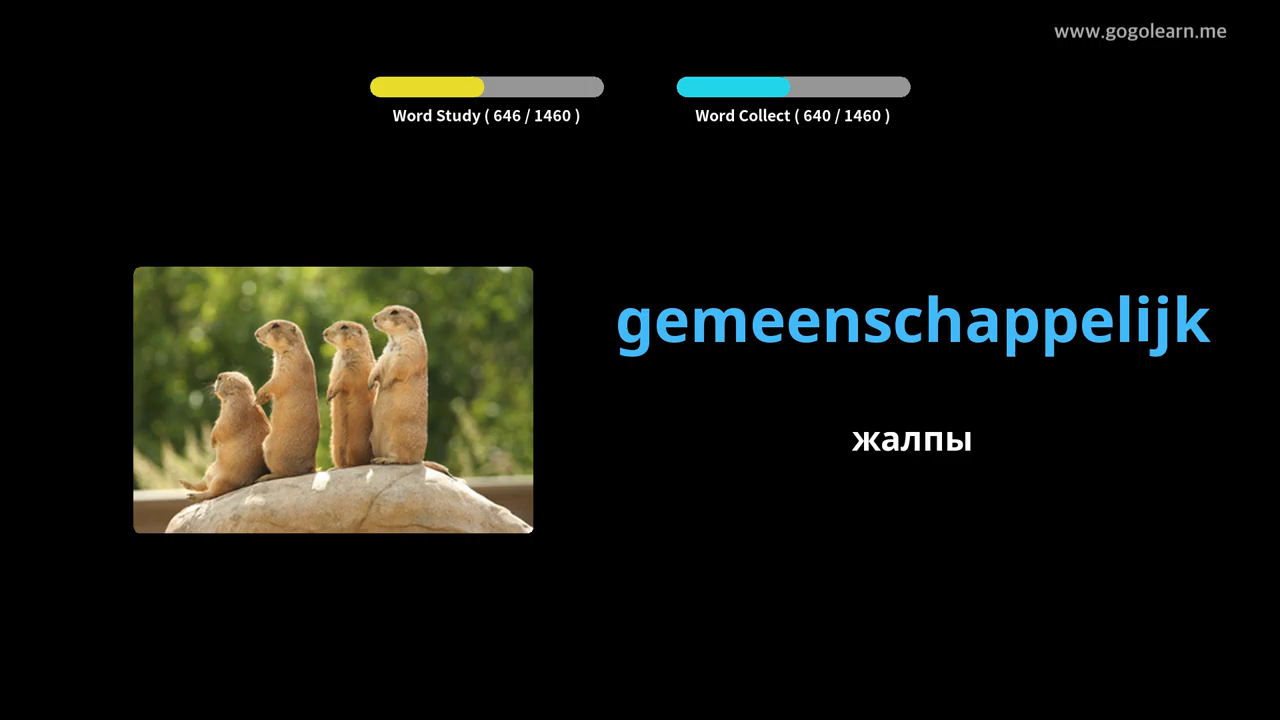 www.gogolearn.me
Word Study ( 646 / 1460 )
Word Collect ( 640 / 1460 )
gemeenschappelijk
жалпы